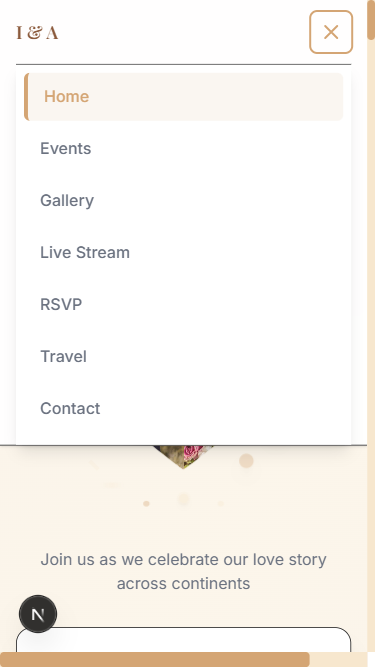 I & A
Home
Events
Gallery
Live Stream
RSVP
Travel
Contact
Join us as we celebrate our love story
across continents
N